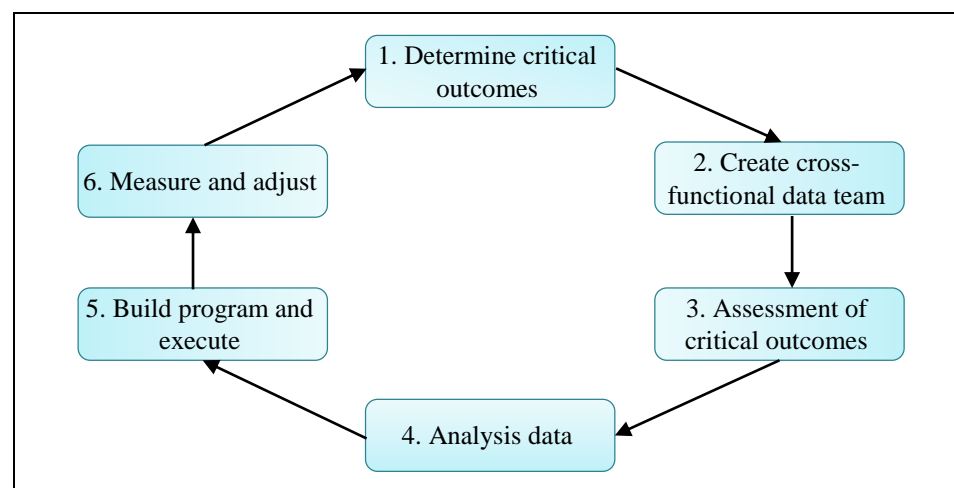 1. Determine critical
outcomes
2. Create cross-
functional data team
3. Assessment of
critical outcomes
4. Analysis data
5. Build program and
execute
6. Measure and adjust